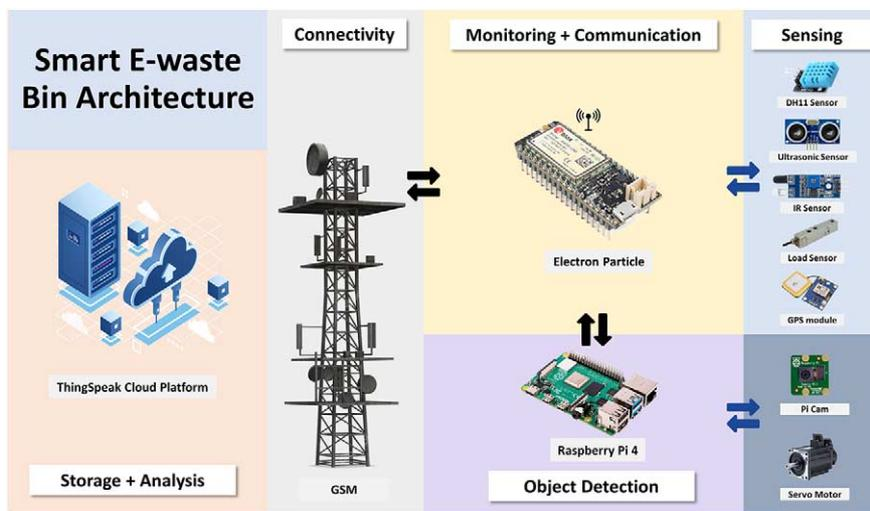 Smart E-waste
Bin Architecture
Connectivity
Monitoring + Communication
Sensing
DH11 Sensor
Ultrasonic Sensor
IR Sensor
Load Sensor
GPS module
Electron Particle
ThingSpeak Cloud Platform
Storage + Analysis
GSM
Raspberry Pi 4
Object Detection
Pi Cam
Servo Motor